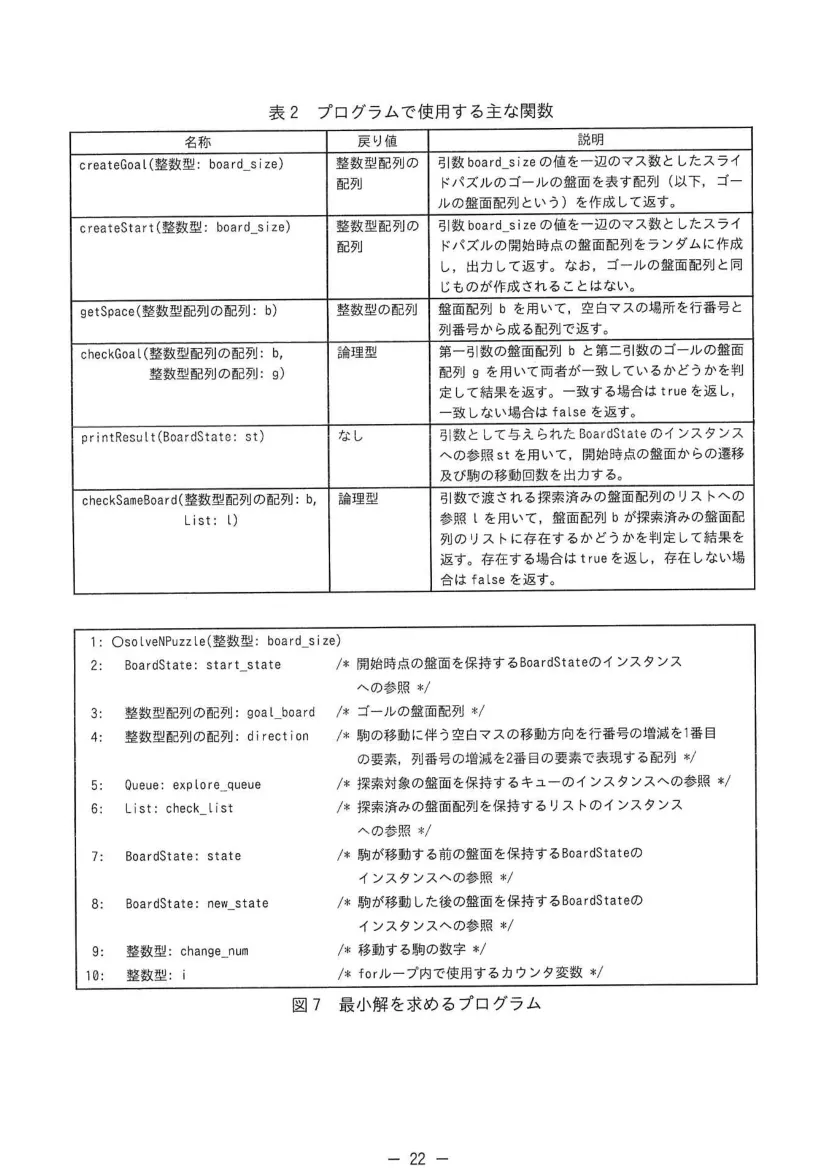 表2 プログラムで使用する主な関数
名称 戻り値 説明
createGoal(整数型: board_size) 整数型配列の 引数 board_size の値を一辺のマス数としたスライ
配列 ドパズルのゴールの盤面を表す配列（以下，ゴー
ルの盤面配列という）を作成して返す。
createStart(整数型: board_size) 整数型配列の 引数 board_size の値を一辺のマス数としたスライ
配列 ドパズルの開始時点の盤面配列をランダムに作成
し，出力して返す。なお，ゴールの盤面配列と同
じものが作成されることはない。
getSpace(整数型配列の配列: b) 整数型の配列 盤面配列 b を用いて，空白マスの場所を行番号と
列番号から成る配列で返す。
checkGoal(整数型配列の配列: b, 論理型 第一引数の盤面配列 b と第二引数のゴールの盤面
整数型配列の配列: g) 配列 g を用いて両者が一致しているかどうかを判
定して結果を返す。一致する場合は true を返し，
一致しない場合は false を返す。
printResult(BoardState: st) なし 引数として与えられた BoardState のインスタンス
への参照 st を用いて，開始時点の盤面からの遷移
及び駒の移動回数を出力する。
checkSameBoard(整数型配列の配列: b, 論理型 引数で渡される探索済みの盤面配列のリストへの
List: l) 参照 l を用いて，盤面配列 b が探索済みの盤面配
列のリストに存在するかどうかを判定して結果を
返す。存在する場合は true を返し，存在しない場
合は false を返す。
1: ○solveNPuzzle(整数型: board_size)
2: BoardState: start_state /* 開始時点の盤面を保持するBoardStateのインスタンス
への参照 */
3: 整数型配列の配列: goal_board /* ゴールの盤面配列 */
4: 整数型配列の配列: direction /* 駒の移動に伴う空白マスの移動方向を行番号の増減を1番目
の要素，列番号の増減を2番目の要素で表現する配列 */
5: Queue: explore_queue /* 探索対象の盤面を保持するキューのインスタンスへの参照 */
6: List: check_list /* 探索済みの盤面配列を保持するリストのインスタンス
への参照 */
7: BoardState: state /* 駒が移動する前の盤面を保持するBoardStateの
インスタンスへの参照 */
8: BoardState: new_state /* 駒が移動した後の盤面を保持するBoardStateの
インスタンスへの参照 */
9: 整数型: change_num /* 移動する駒の数字 */
10: 整数型: i /* forループ内で使用するカウンタ変数 */
図7 最小解を求めるプログラム
－ 22 －